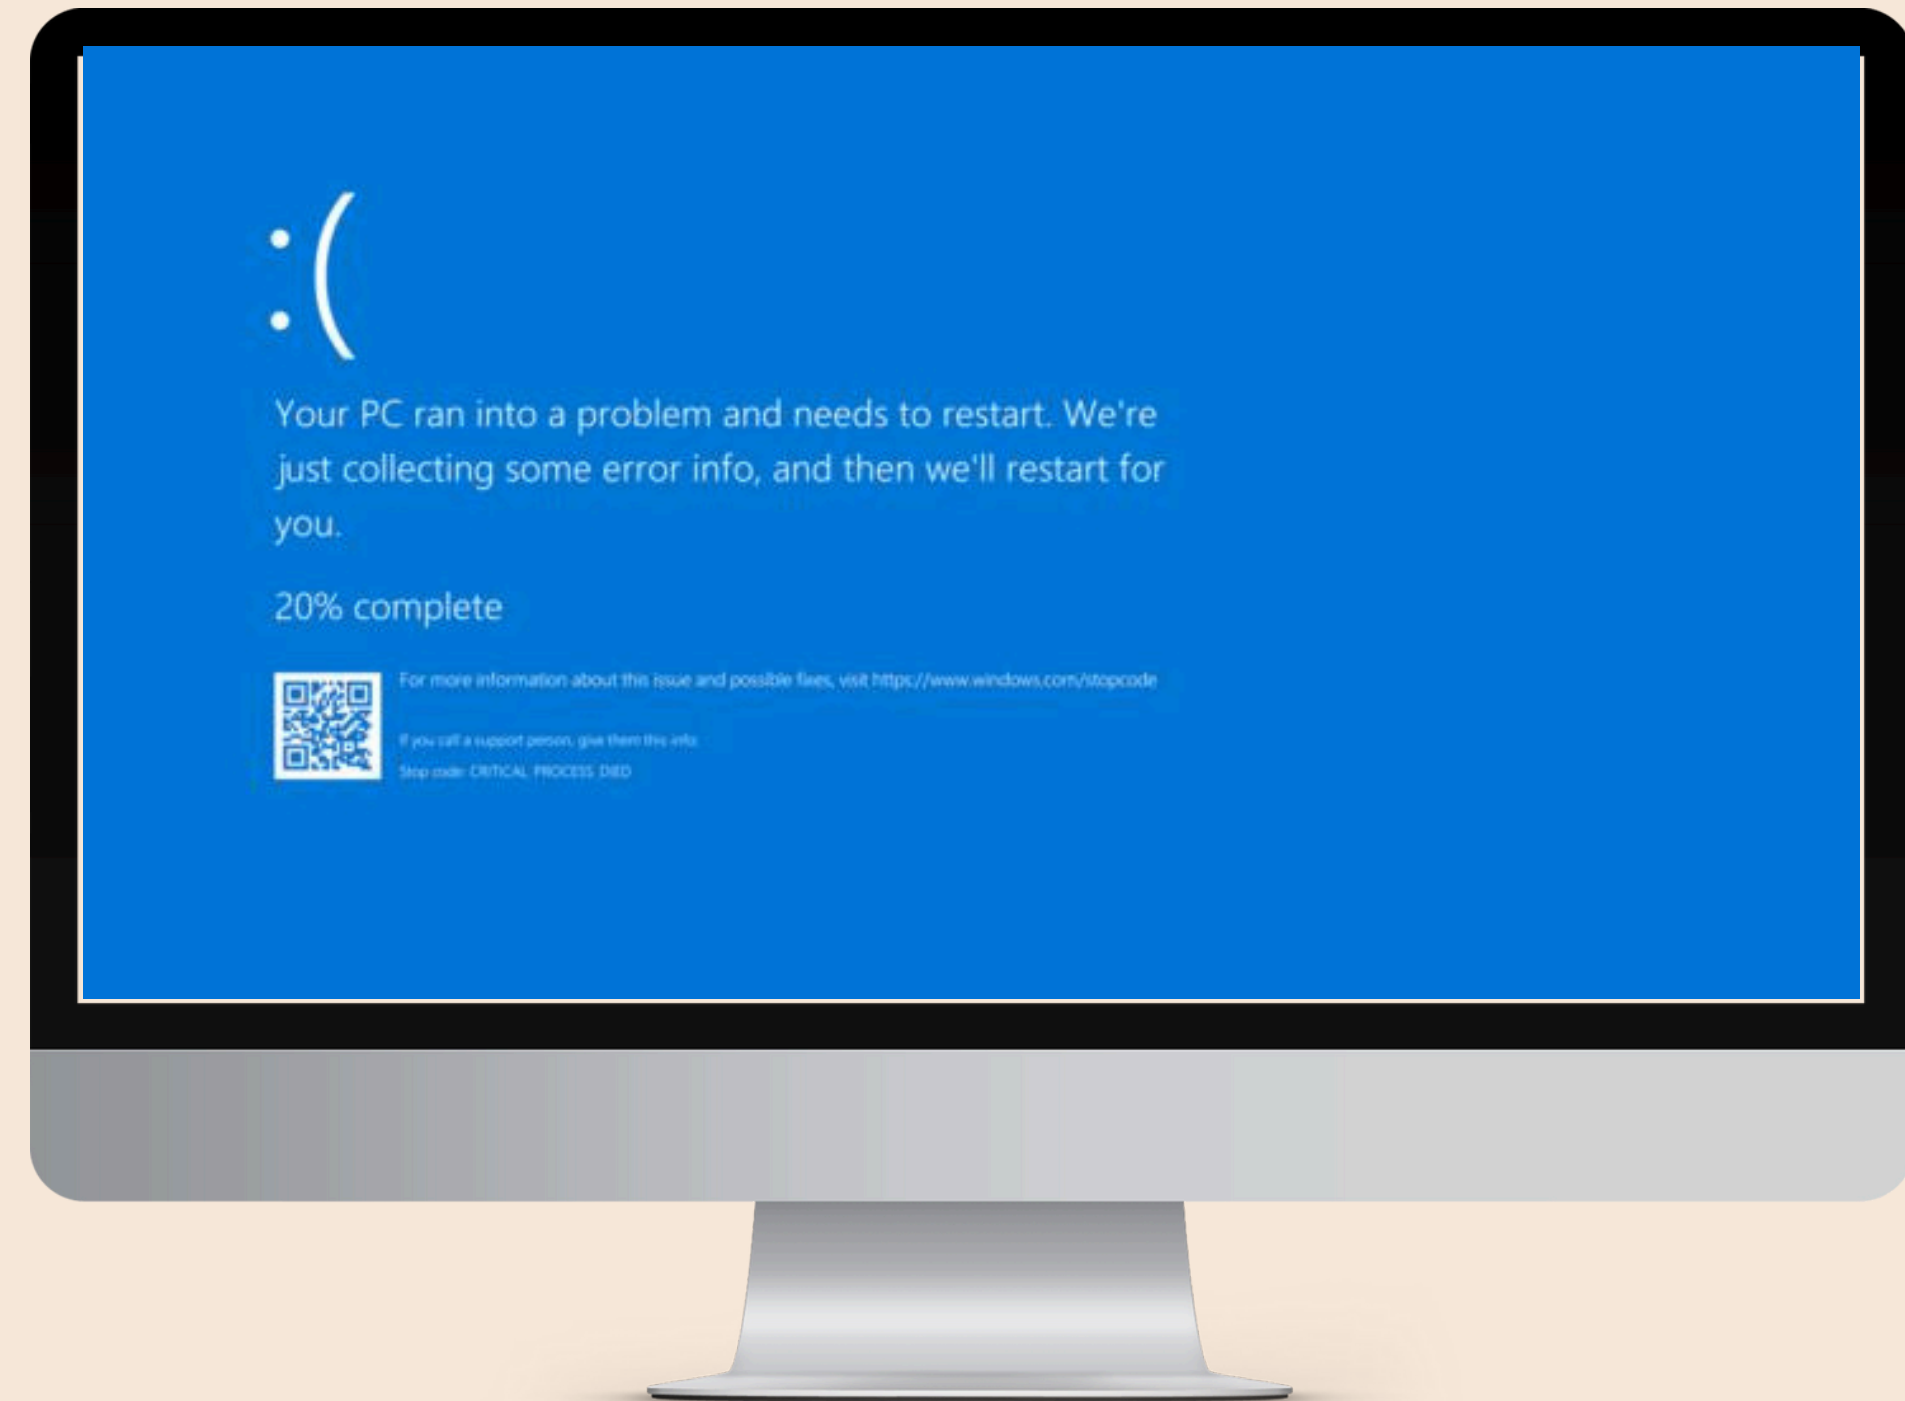 :(
Your PC ran into a problem and needs to restart. We're
just collecting some error info, and then we'll restart for
you.
20% complete
For more information about this issue and possible fixes, visit https://www.windows.com/stopcode
If you call a support person, give them this info:
Stop code: CRITICAL PROCESS DIED